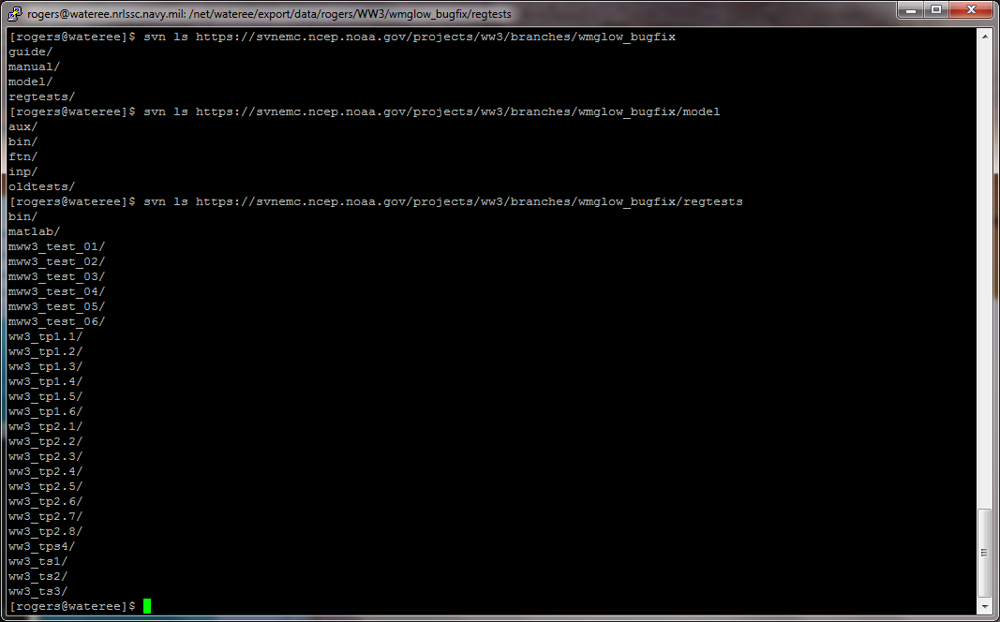 rogers@wateree.nrlssc.navy.mil: /net/wateree/export/data/rogers/WW3/wmglow_bugfix/regtests
[rogers@wateree]$ svn ls https://svnemc.ncep.noaa.gov/projects/ww3/branches/wmglow_bugfix
guide/
manual/
model/
regtests/
[rogers@wateree]$ svn ls https://svnemc.ncep.noaa.gov/projects/ww3/branches/wmglow_bugfix/model
aux/
bin/
ftn/
inp/
oldtests/
[rogers@wateree]$ svn ls https://svnemc.ncep.noaa.gov/projects/ww3/branches/wmglow_bugfix/regtests
bin/
matlab/
mww3_test_01/
mww3_test_02/
mww3_test_03/
mww3_test_04/
mww3_test_05/
mww3_test_06/
ww3_tp1.1/
ww3_tp1.2/
ww3_tp1.3/
ww3_tp1.4/
ww3_tp1.5/
ww3_tp1.6/
ww3_tp2.1/
ww3_tp2.2/
ww3_tp2.3/
ww3_tp2.4/
ww3_tp2.5/
ww3_tp2.6/
ww3_tp2.7/
ww3_tp2.8/
ww3_tps4/
ww3_ts1/
ww3_ts2/
ww3_ts3/
[rogers@wateree]$